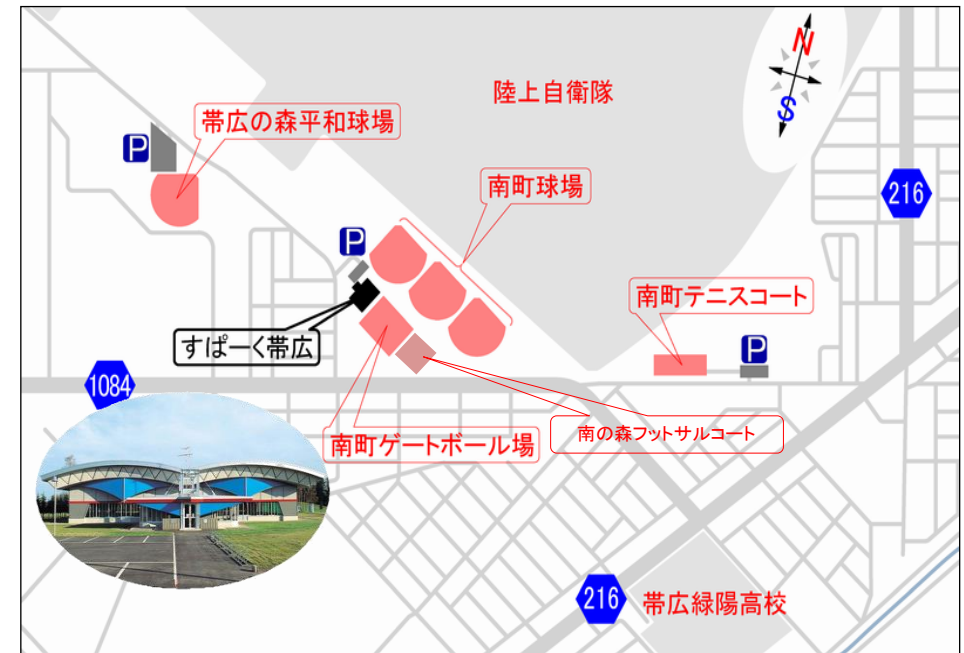 N
S
陸上自衛隊
帯広の森平和球場
P
南町球場
216
P
南町テニスコート
すぱーく帯広
P
1084
南町ゲートボール場
南の森フットサルコート
216
帯広緑陽高校